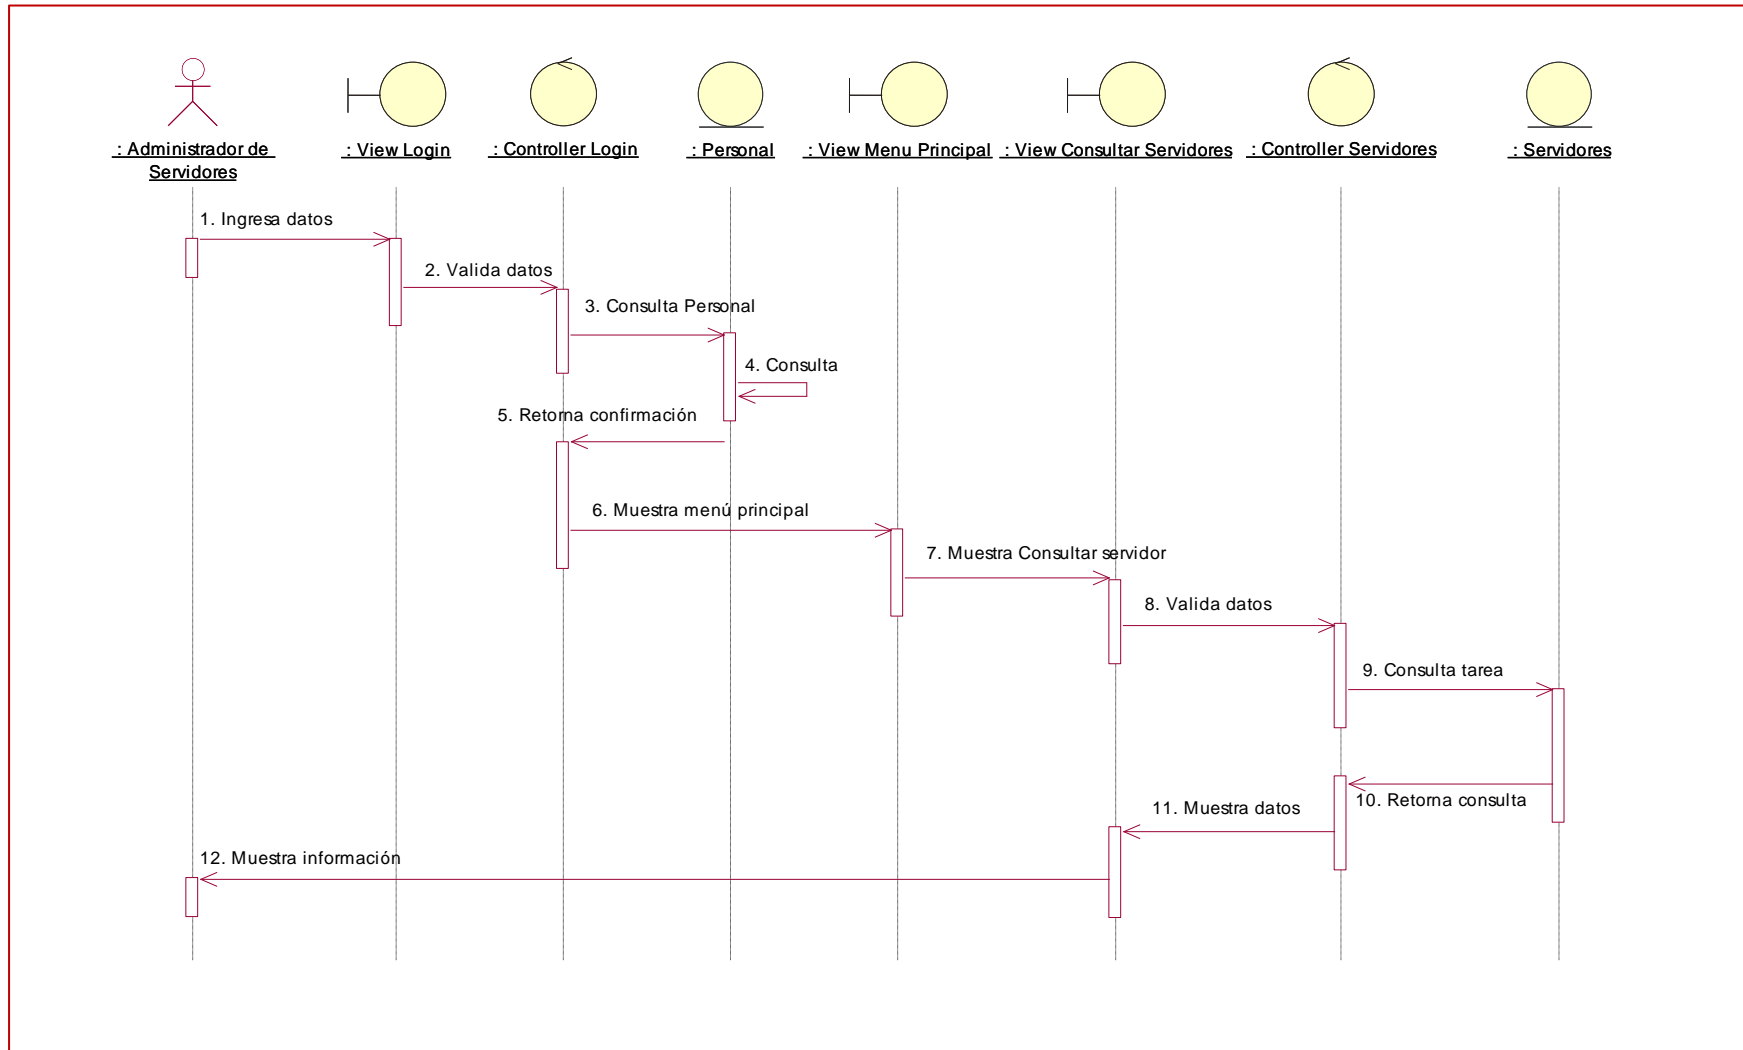 : Administrador de
Servidores
: View Login
: Controller Login
: Personal
: View Menu Principal
: View Consultar Servidores
: Controller Servidores
: Servidores
1. Ingresa datos
2. Valida datos
3. Consulta Personal
4. Consulta
5. Retorna confirmación
6. Muestra menú principal
7. Muestra Consultar servidor
8. Valida datos
9. Consulta tarea
10. Retorna consulta
11. Muestra datos
12. Muestra información